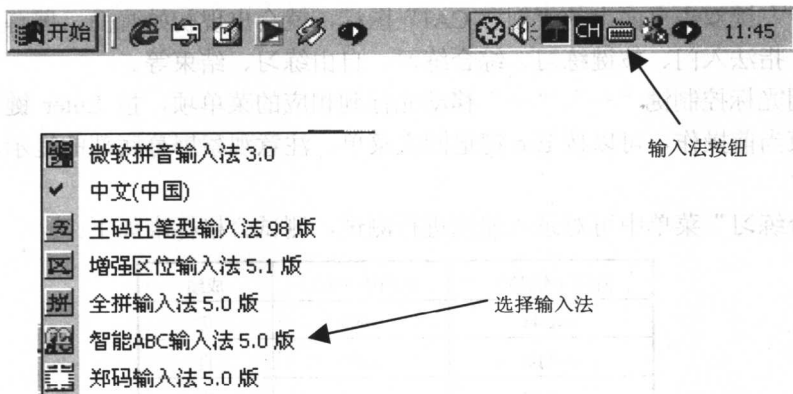 开始
CH
11:45
输入法按钮
微软拼音输入法 3.0
中文(中国)
王码五笔型输入法 98 版
增强区位输入法 5.1 版
全拼输入法 5.0 版
选择输入法
智能ABC输入法 5.0 版
郑码输入法 5.0 版